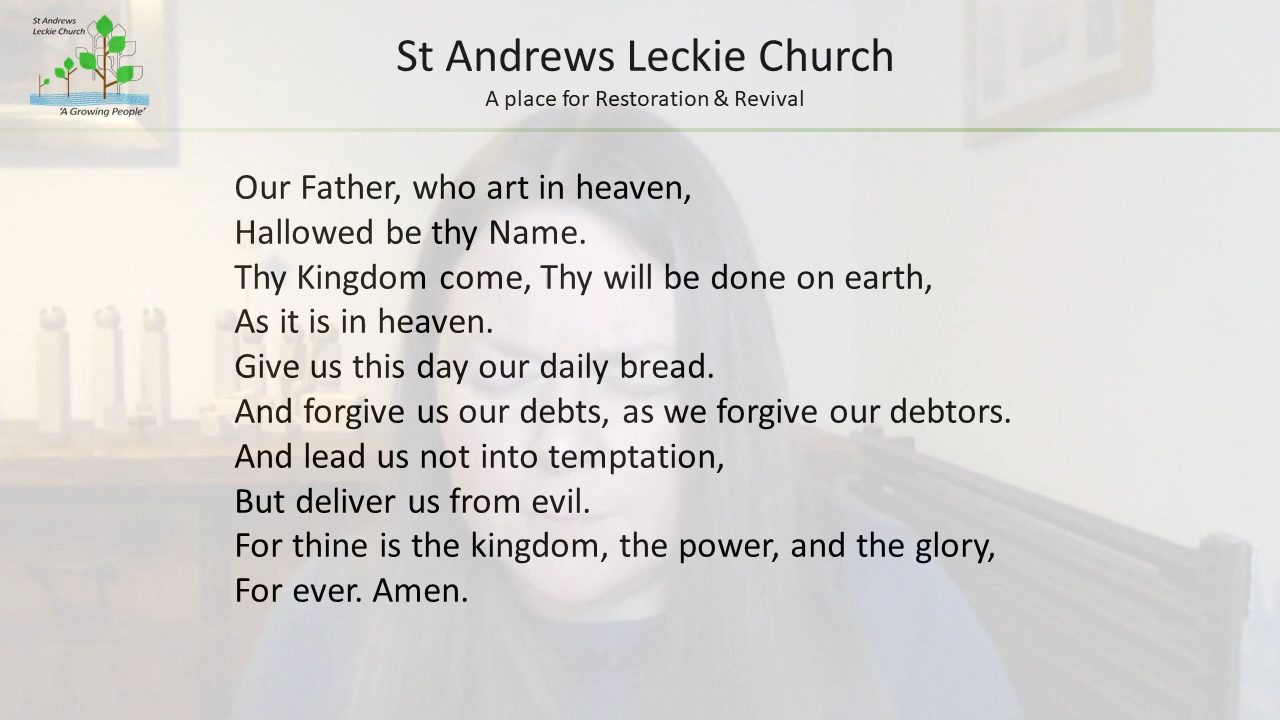 St Andrews
Leckie Church
'A Growing People'
St Andrews Leckie Church
A place for Restoration & Revival
Our Father, who art in heaven,
Hallowed be thy Name.
Thy Kingdom come, Thy will be done on earth,
As it is in heaven.
Give us this day our daily bread.
And forgive us our debts, as we forgive our debtors.
And lead us not into temptation,
But deliver us from evil.
For thine is the kingdom, the power, and the glory,
For ever. Amen.